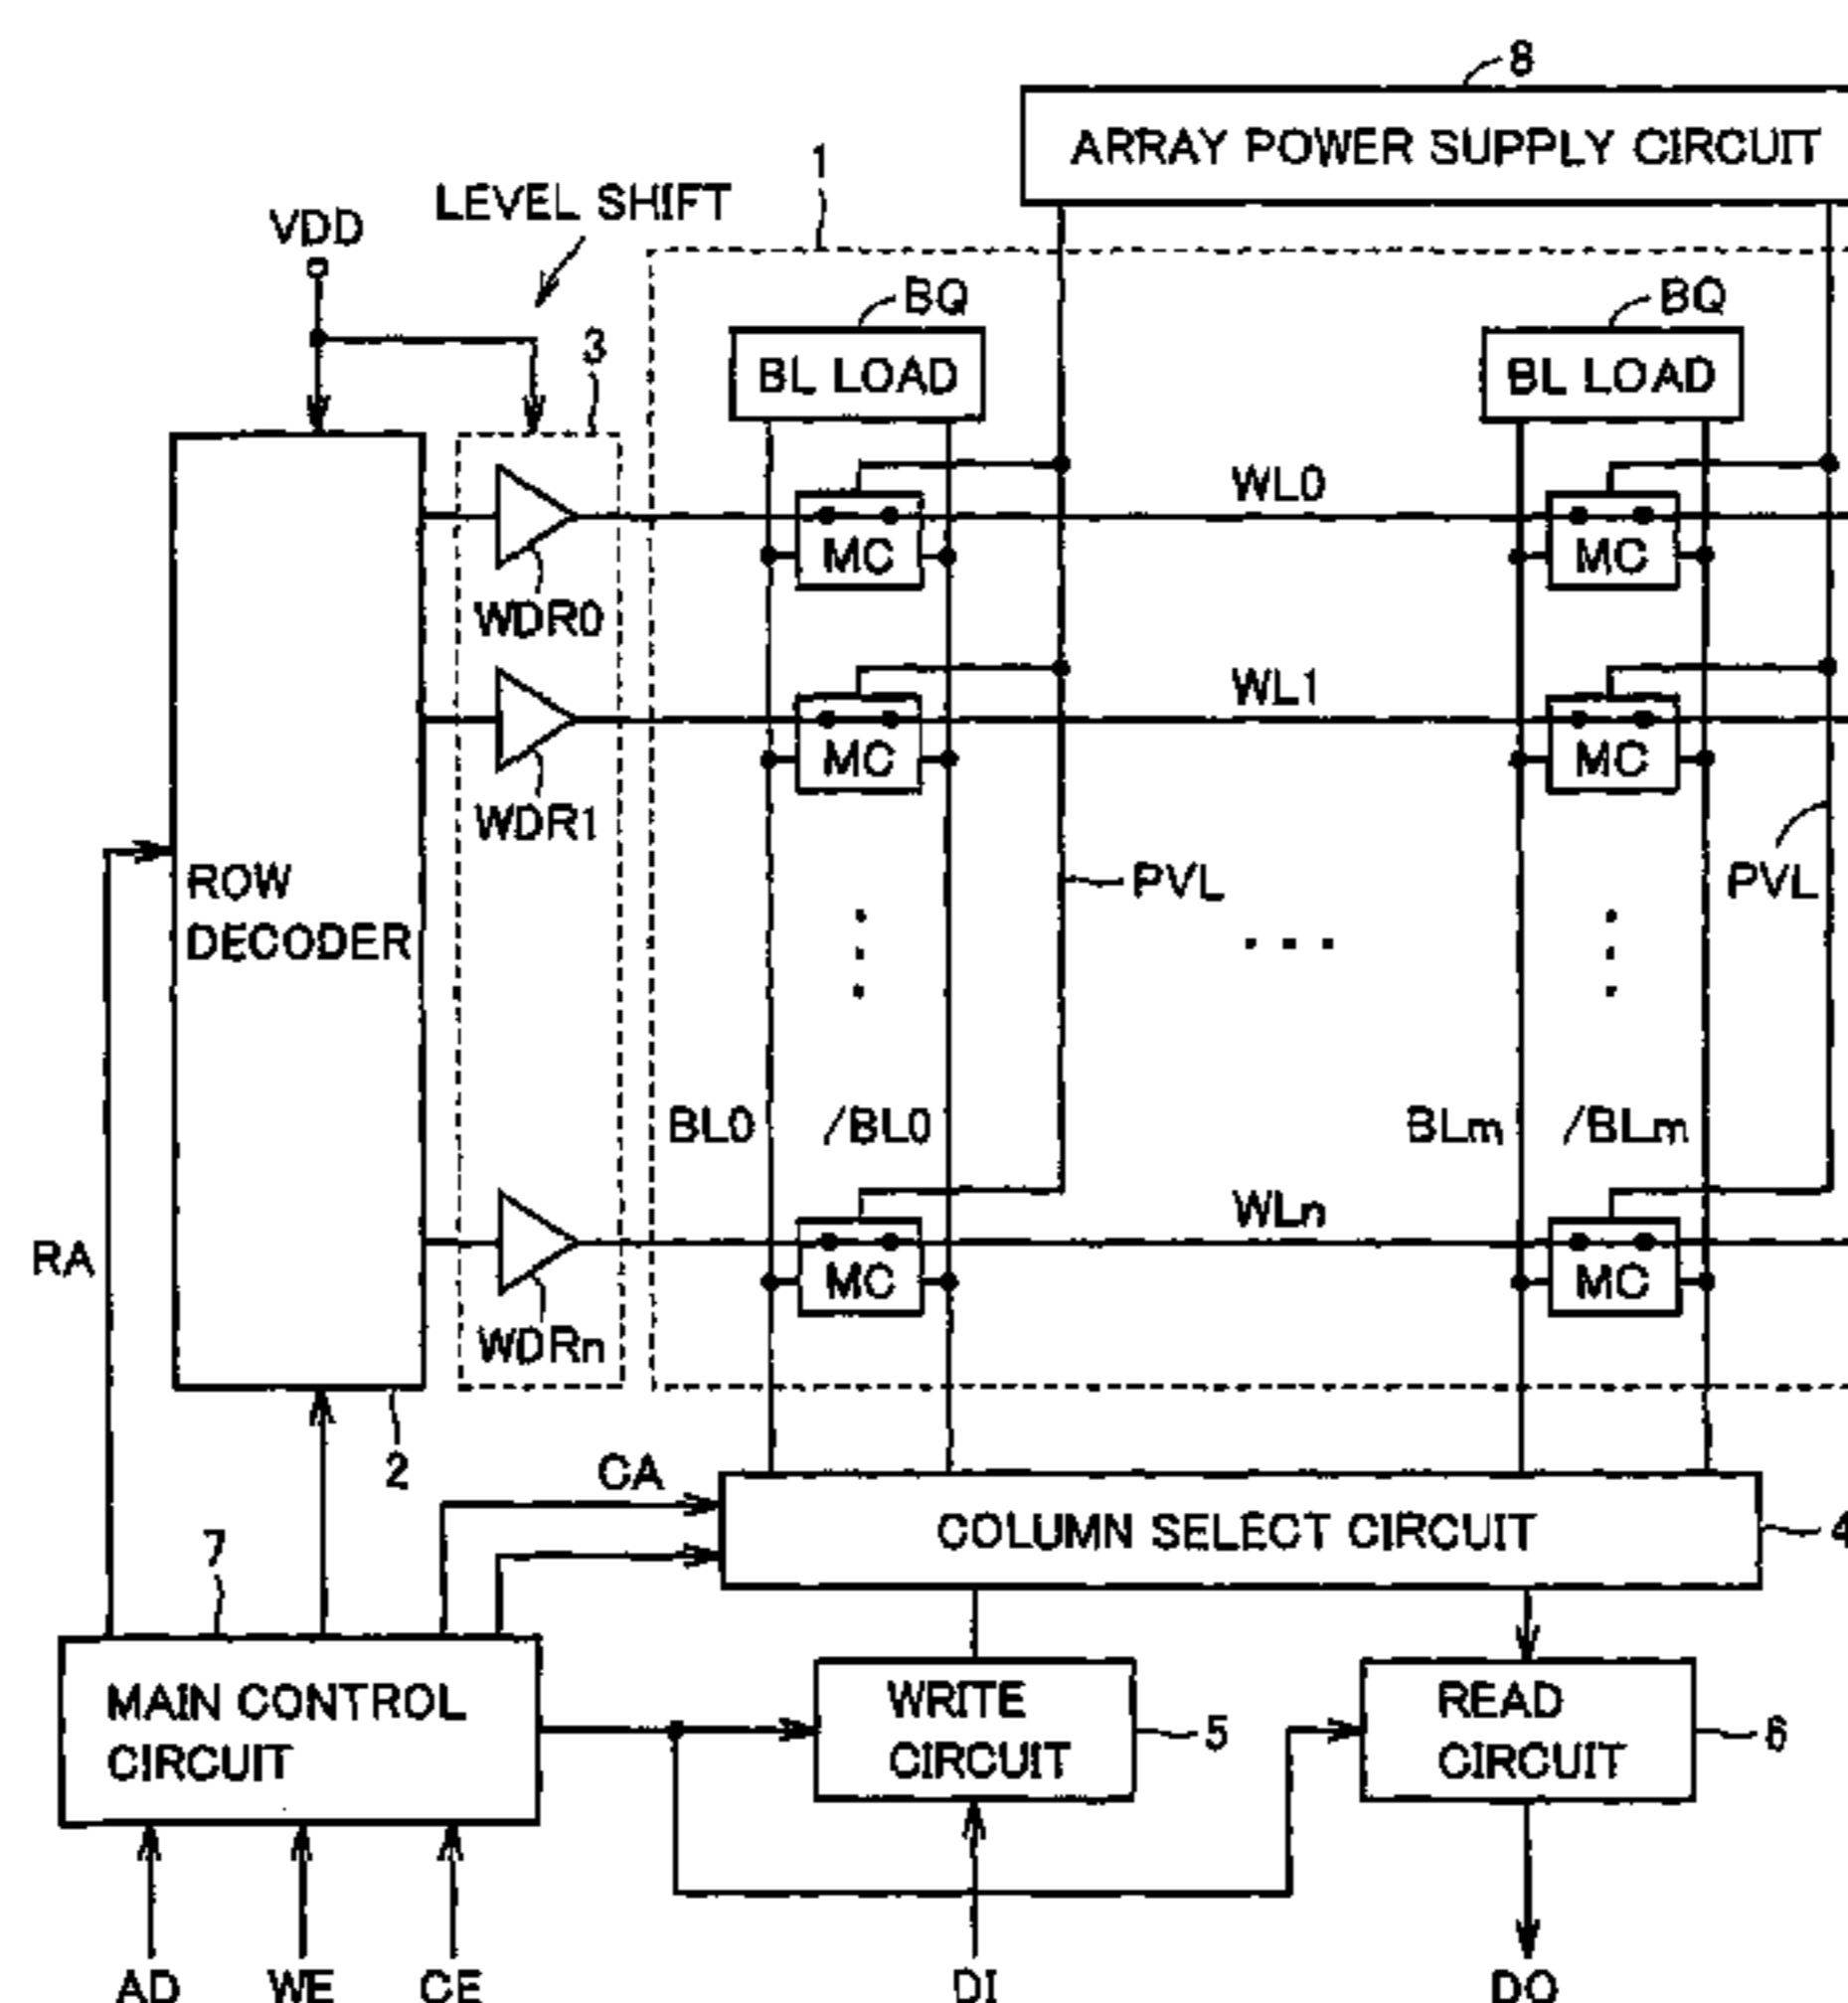 8
ARRAY POWER SUPPLY CIRCUIT
1
LEVEL SHIFT
VDD
BQ
BQ
3
BL LOAD
BL LOAD
WL0
MC
MC
WDR0
WL1
MC
MC
WDR1
ROW
DECODER
PVL
PVL
BL0
/BL0
BLm
/BLm
WLn
RA
MC
MC
WDRn
2
CA
COLUMN SELECT CIRCUIT
4
7
MAIN CONTROL
CIRCUIT
WRITE
CIRCUIT
5
READ
CIRCUIT
6
AD
WE
CE
DI
DO